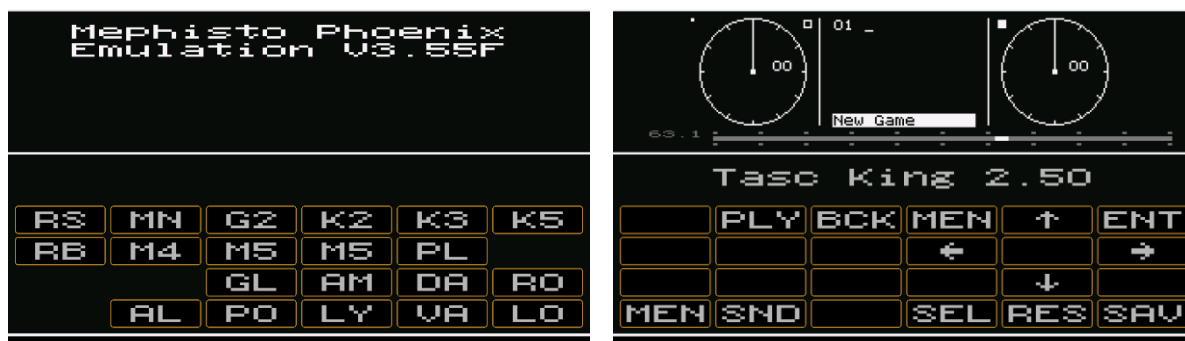 Mephisto Phoenix
Emulation V3.55F
RS MN G2 K2 K3 K5
RB M4 M5 M5 PL
GL AM DA RO
AL PO LY VA LO
01 _
00 00
New Game
63.1
Tasc King 2.50
PLY BCK MEN ↑ ENT
← →
↓
MEN SND SEL RES SAV